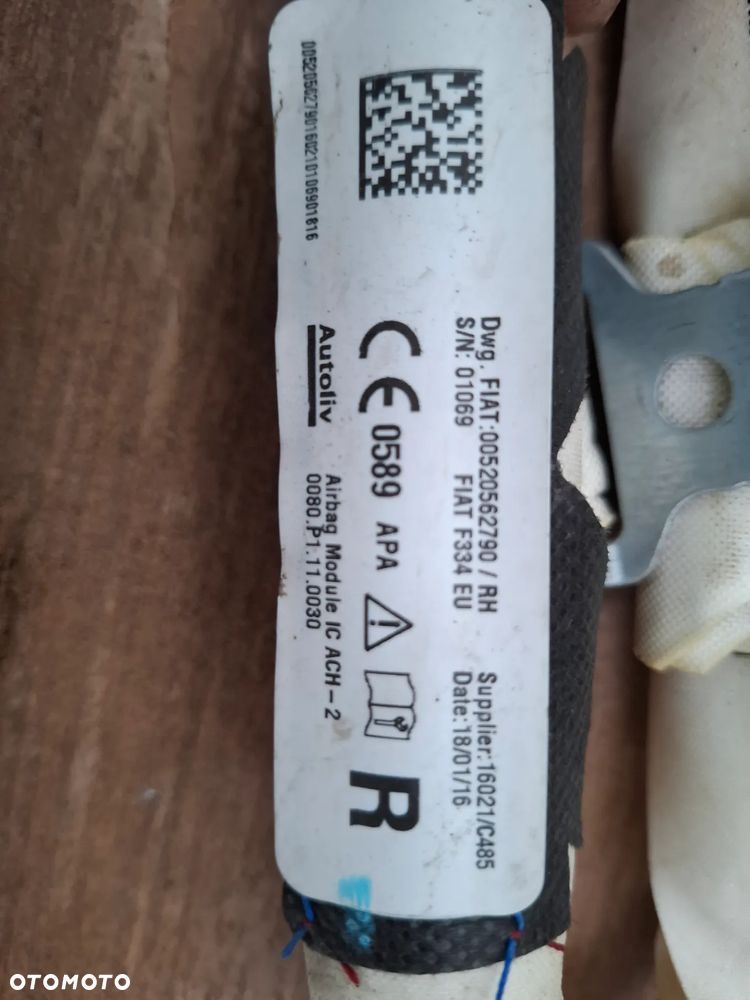 Dwg. FIAT:00520562790 / RH
S/N: 01069 FIAT F334 EU
Supplier:16021/C485
Date:18/01/16
CE 0589 APA
R
Autoliv
Airbag Module IC ACH-2
0080.P1.11.0030
00520562790160210106901816
OTOMOTO